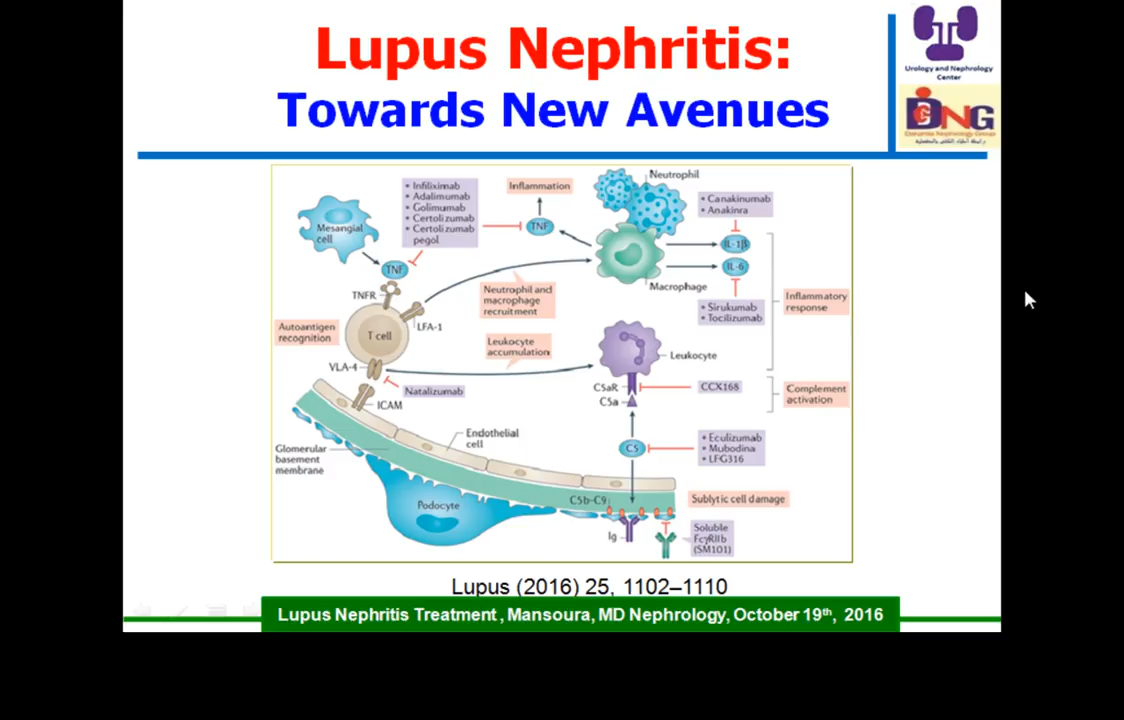 Lupus Nephritis:
Towards New Avenues
Urology and Nephrology
Center
DNG
Damietta Nephrology Group
Mesangial
cell
• Infiliximab
• Adalimumab
• Golimumab
• Certolizumab
• Certolizumab
pegol
Inflammation
TNF
Neutrophil
• Canakinumab
• Anakinra
IL-1β
IL-6
Macrophage
TNF
TNFR
LFA-1
T cell
Autoantigen
recognition
VLA-4
Neutrophil and
macrophage
recruitment
• Sirukumab
• Tocilizumab
Inflammatory
response
Leukocyte
accumulation
Leukocyte
Natalizumab
ICAM
C5aR
C5a
CCX168
Complement
activation
Endothelial
cell
Glomerular
basement
membrane
C5
• Eculizumab
• Mubodina
• LFG316
Podocyte
C5b-C9
Sublytic cell damage
Ig
Soluble
FcγRIIb
(SM101)
Lupus (2016) 25, 1102–1110
Lupus Nephritis Treatment , Mansoura, MD Nephrology, October 19th, 2016